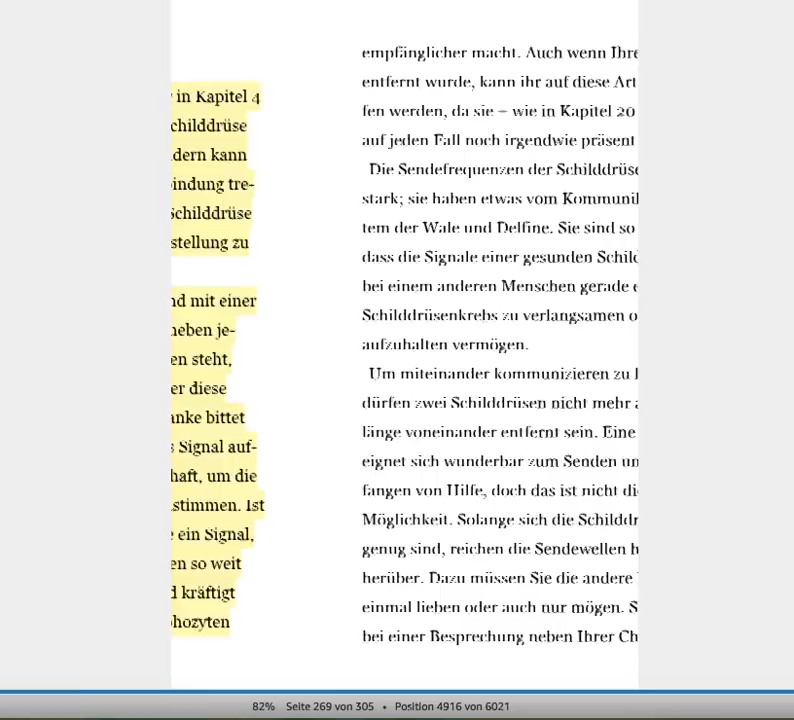 in Kapitel 4
childdrüse
dern kann
indung tre-
Schilddrüse
stellung zu
nd mit einer
neben je-
en steht,
er diese
anke bittet
Signal auf-
haft, um die
stimmen. Ist
ein Signal,
en so weit
d kräftigt
hozyten
empfänglicher macht. Auch wenn Ihre
entfernt wurde, kann ihr auf diese Art
fen werden, da sie – wie in Kapitel 20
auf jeden Fall noch irgendwie präsent
Die Sendefrequenzen der Schilddrüse
stark; sie haben etwas vom Kommuni
tem der Wale und Delfine. Sie sind so
dass die Signale einer gesunden Schild
bei einem anderen Menschen gerade e
Schilddrüsenkrebs zu verlangsamen o
aufzuhalten vermögen.
Um miteinander kommunizieren zu
dürfen zwei Schilddrüsen nicht mehr
länge voneinander entfernt sein. Eine
eignet sich wunderbar zum Senden un
fangen von Hilfe, doch das ist nicht di
Möglichkeit. Solange sich die Schilddr
genug sind, reichen die Sendewellen h
herüber. Dazu müssen Sie die andere
einmal lieben oder auch nur mögen. S
bei einer Besprechung neben Ihrer Ch
82% Seite 269 von 305 • Position 4916 von 6021